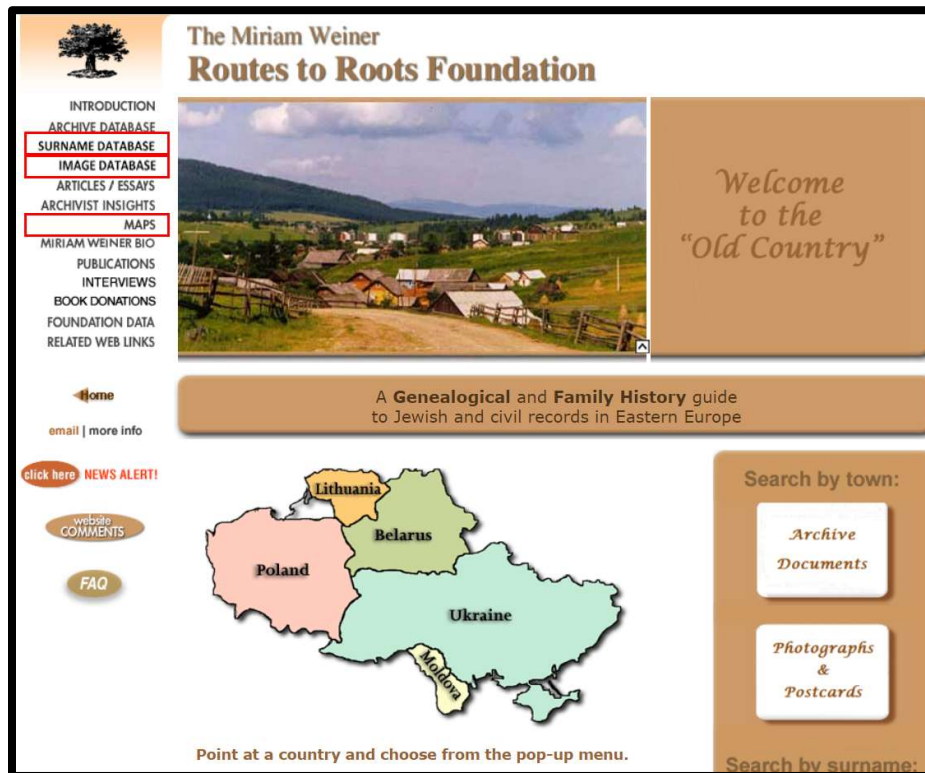 The Miriam Weiner
Routes to Roots Foundation
INTRODUCTION
ARCHIVE DATABASE
SURNAME DATABASE
IMAGE DATABASE
ARTICLES / ESSAYS
ARCHIVIST INSIGHTS
MAPS
MIRIAM WEINER BIO
PUBLICATIONS
INTERVIEWS
BOOK DONATIONS
FOUNDATION DATA
RELATED WEB LINKS
Home
email | more info
click here NEWS ALERT!
website
COMMENTS
FAQ
Welcome
to the
“Old Country”
A Genealogical and Family History guide
to Jewish and civil records in Eastern Europe
Lithuania
Belarus
Poland
Ukraine
Moldova
Point at a country and choose from the pop-up menu.
Search by town:
Archive
Documents
Photographs
&
Postcards
Search by surname: